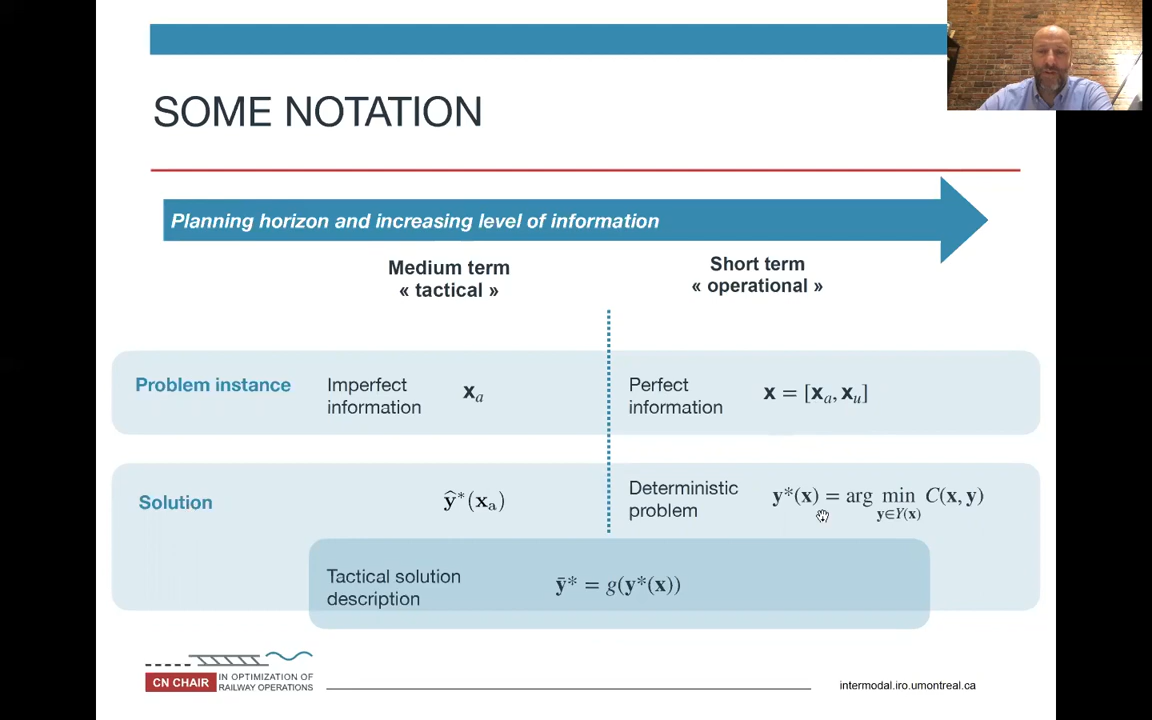 SOME NOTATION
Planning horizon and increasing level of information
Medium term
« tactical »
Short term
« operational »
Problem instance
Imperfect
information
𝐱ₐ
Perfect
information
𝐱 = [𝐱ₐ, 𝐱ᵤ]
Solution
ŷ*(𝐱ₐ)
Deterministic
problem
𝐲*(𝐱) = arg min C(𝐱, 𝐲)
𝐲∈Y(𝐱)
Tactical solution
description
ȳ* = g(𝐲*(𝐱))
CN CHAIR
IN OPTIMIZATION OF
RAILWAY OPERATIONS
intermodal.iro.umontreal.ca